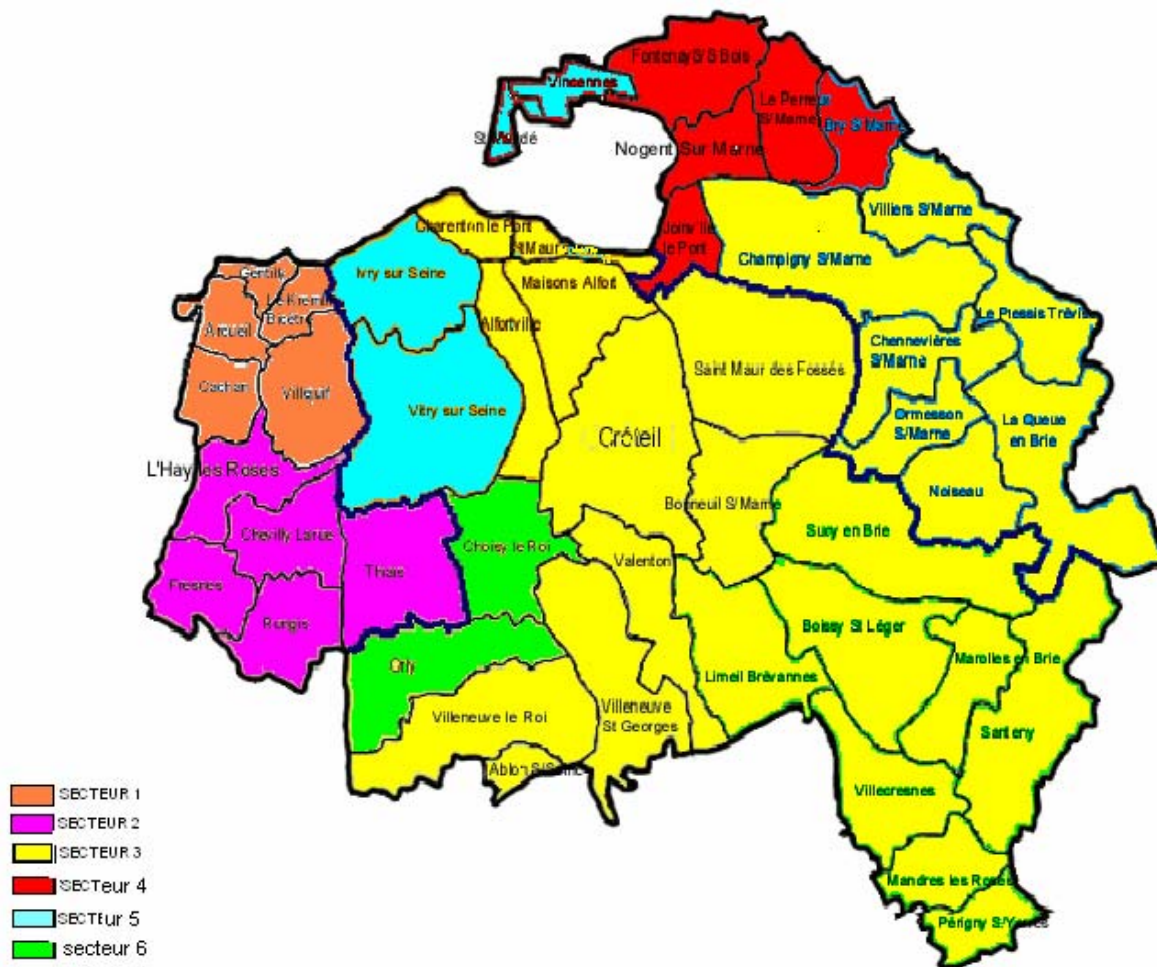 Fontenay S/S Bois
Vincennes
Le Perreux
S/Marne
Bry S/Marne
St Mandé
Nogent Sur Marne
Villiers S/Marne
Charenton le Pont
St Maur
Joinville
le Port
Champigny S/Marne
Gentilly
Ivry sur Seine
Maisons Alfort
Le Kremlin
Bicetre
Arcueil
Alfortville
Le Plessis Trévis
Chennevières
S/Marne
Saint Maur des Fossés
Cachan
Villejuif
Vitry sur Seine
Ormesson
S/Marne
La Queue
en Brie
Créteil
L'Hay les Roses
Noiseau
Bonneuil S/Marne
Sucy en Brie
Chevilly Larue
Choisy le Roi
Valenton
Thiais
Fresnes
Rungis
Boissy St Léger
Marolles en Brie
Orly
Limeil Brévannes
Villeneuve le Roi
Villeneuve
St Georges
Santeny
Ablon S/Seine
Villecresnes
SECTEUR 1
SECTEUR 2
SECTEUR 3
SECTeur 4
SECTEur 5
secteur 6
Mandres les Roses
Périgny S/Yerres